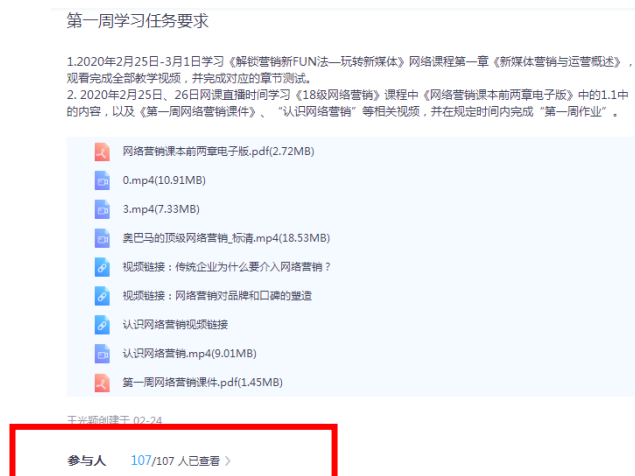 第一周学习任务要求
1.2020年2月25日-3月1日学习《解锁营销新FUN法—玩转新媒体》网络课程第一章《新媒体营销与运营概述》，
观看完成全部教学视频，并完成对应的章节测试。
2. 2020年2月25日、26日网课直播时间学习《18级网络营销》课程中《网络营销课本前两章电子版》中的1.1中
的内容，以及《第一周网络营销课件》、“认识网络营销”等相关视频，并在规定时间内完成“第一周作业”。
网络营销课本前两章电子版.pdf(2.72MB)
0.mp4(10.91MB)
3.mp4(7.33MB)
奥巴马的顶级网络营销_标清.mp4(18.53MB)
视频链接：传统企业为什么要介入网络营销？
视频链接：网络营销对品牌和口碑的塑造
认识网络营销视频链接
认识网络营销.mp4(9.01MB)
第一周网络营销课件.pdf(1.45MB)
王光颖创建于 02-24
参与人 107/107 人已查看